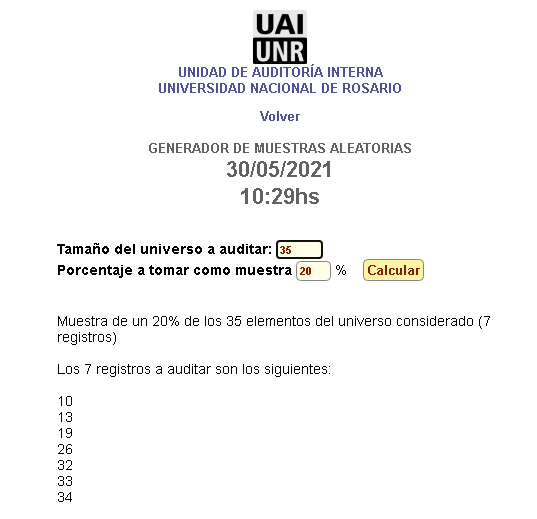 UAI
UNR
UNIDAD DE AUDITORÍA INTERNA
UNIVERSIDAD NACIONAL DE ROSARIO
Volver
GENERADOR DE MUESTRAS ALEATORIAS
30/05/2021
10:29hs
Tamaño del universo a auditar: 35
Porcentaje a tomar como muestra 20 % Calcular
Muestra de un 20% de los 35 elementos del universo considerado (7
registros)
Los 7 registros a auditar son los siguientes:
10
13
19
26
32
33
34